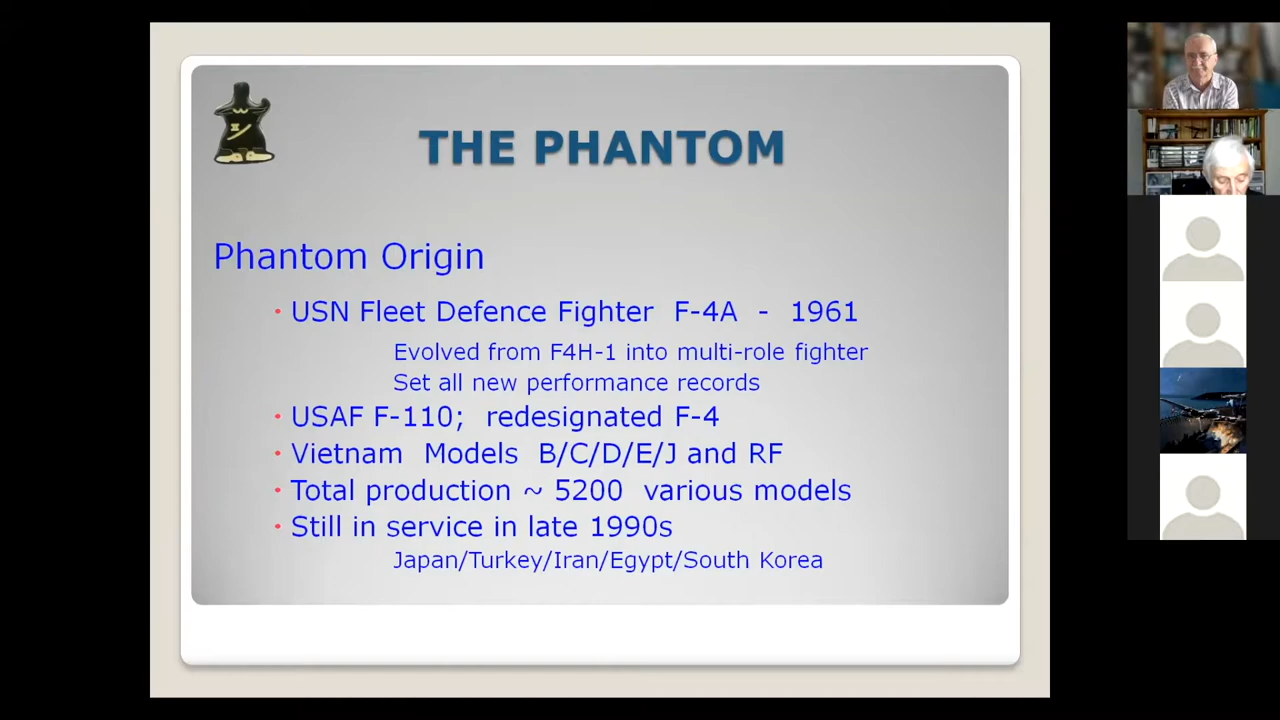 THE PHANTOM
Phantom Origin
• USN Fleet Defence Fighter F-4A - 1961
Evolved from F4H-1 into multi-role fighter
Set all new performance records
• USAF F-110; redesignated F-4
• Vietnam Models B/C/D/E/J and RF
• Total production ~ 5200 various models
• Still in service in late 1990s
Japan/Turkey/Iran/Egypt/South Korea